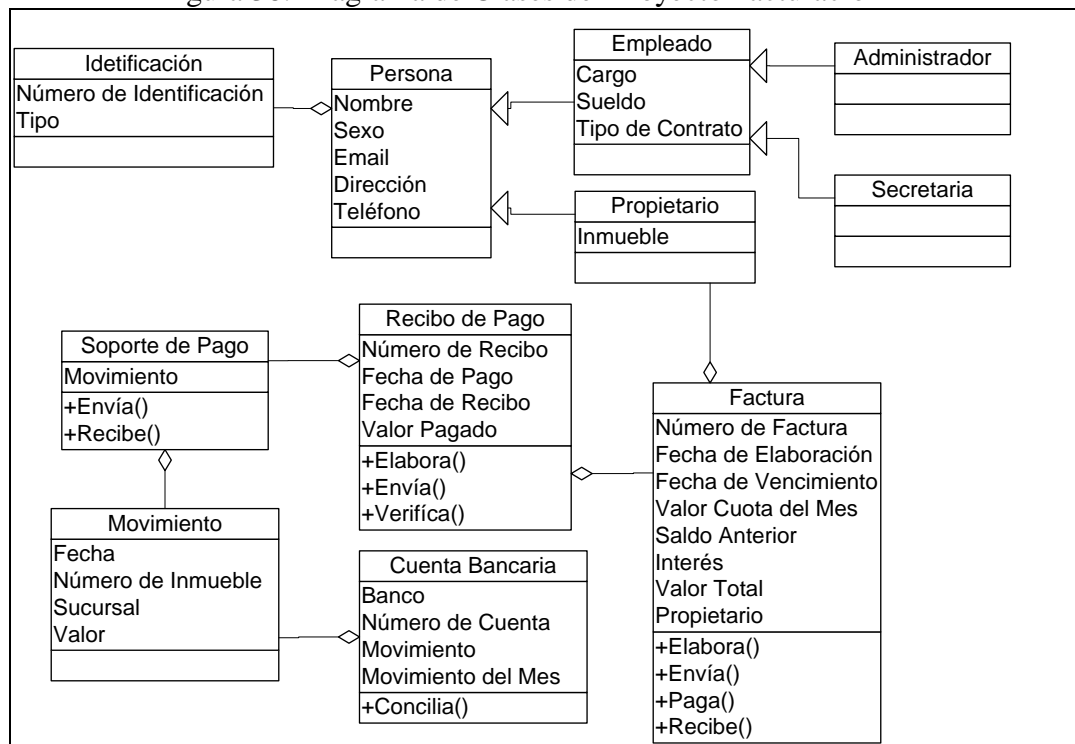 Idetificación
Número de Identificación
Tipo
Persona
Nombre
Sexo
Email
Dirección
Teléfono
Empleado
Cargo
Sueldo
Tipo de Contrato
Administrador
Secretaria
Propietario
Inmueble
Soporte de Pago
Movimiento
+Envía()
+Recibe()
Recibo de Pago
Número de Recibo
Fecha de Pago
Fecha de Recibo
Valor Pagado
+Elabora()
+Envía()
+Verifíca()
Factura
Número de Factura
Fecha de Elaboración
Fecha de Vencimiento
Valor Cuota del Mes
Saldo Anterior
Interés
Valor Total
Propietario
+Elabora()
+Envía()
+Paga()
+Recibe()
Movimiento
Fecha
Número de Inmueble
Sucursal
Valor
Cuenta Bancaria
Banco
Número de Cuenta
Movimiento
Movimiento del Mes
+Concilia()